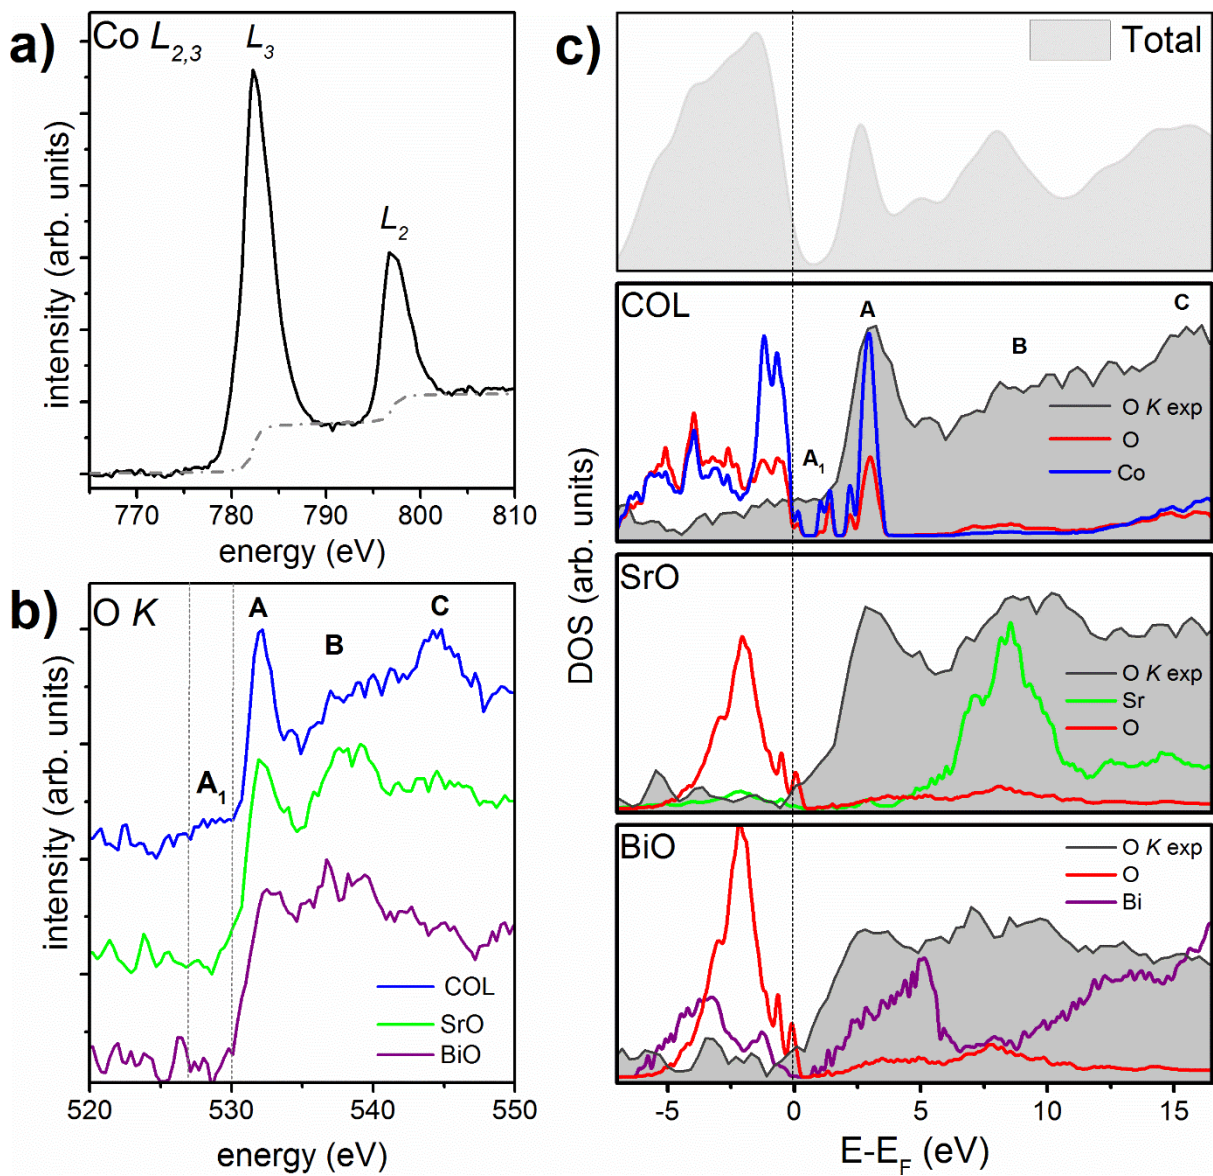 a)
Co L2,3
L3
L2
intensity (arb. units)
770 780 790 800 810
energy (eV)
b)
O K
A
B
C
A1
intensity (arb. units)
COL
SrO
BiO
520 530 540 550
energy (eV)
c)
Total
DOS (arb. units)
COL
A
B
C
A1
O K exp
O
Co
SrO
O K exp
Sr
O
BiO
O K exp
O
Bi
-5 0 5 10 15
E-EF (eV)